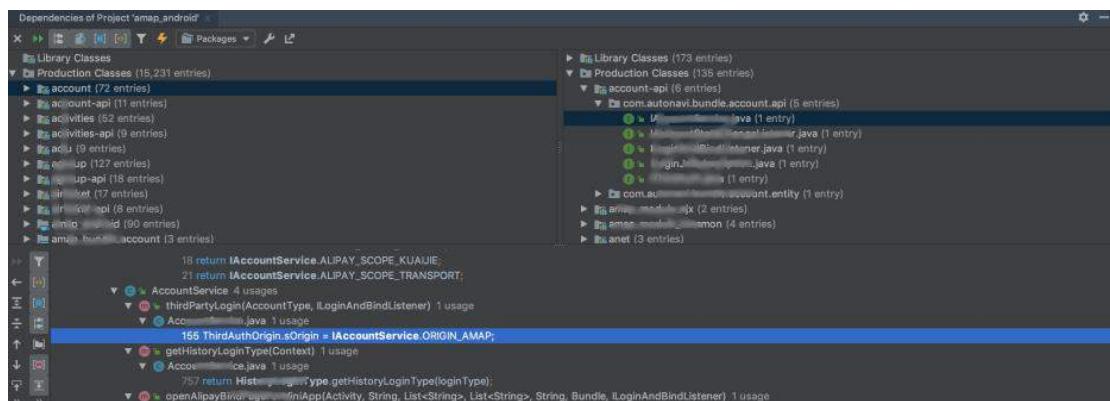 Dependencies of Project 'amap_android'
Packages
Library Classes
Production Classes (15,231 entries)
account (72 entries)
account-api (11 entries)
activities (52 entries)
activities-api (9 entries)
(9 entries)
up (127 entries)
up-api (18 entries)
(17 entries)
(8 entries)
(90 entries)
account (3 entries)
Library Classes (173 entries)
Production Classes (135 entries)
account-api (6 entries)
com.autonavi.bundle.account.api (5 entries)
.java (1 entry)
.java (1 entry)
.java (1 entry)
.java (1 entry)
(1 entry)
entity (1 entry)
(2 entries)
(4 entries)
anet (3 entries)
18 return IAccountService.ALIPAY_SCOPE_KUAIJIE;
21 return IAccountService.ALIPAY_SCOPE_TRANSPORT;
AccountService 4 usages
thirdPartyLogin(AccountType, ILoginAndBindListener) 1 usage
.java 1 usage
155 ThirdAuthOrigin.sOrigin = IAccountService.ORIGIN_AMAP;
getHistoryLoginType(Context) 1 usage
.java 1 usage
757 return getHistoryLoginType(loginType);
(Activity, String, List<String>, List<String>, String, Bundle, ILoginAndBindListener) 1 usage